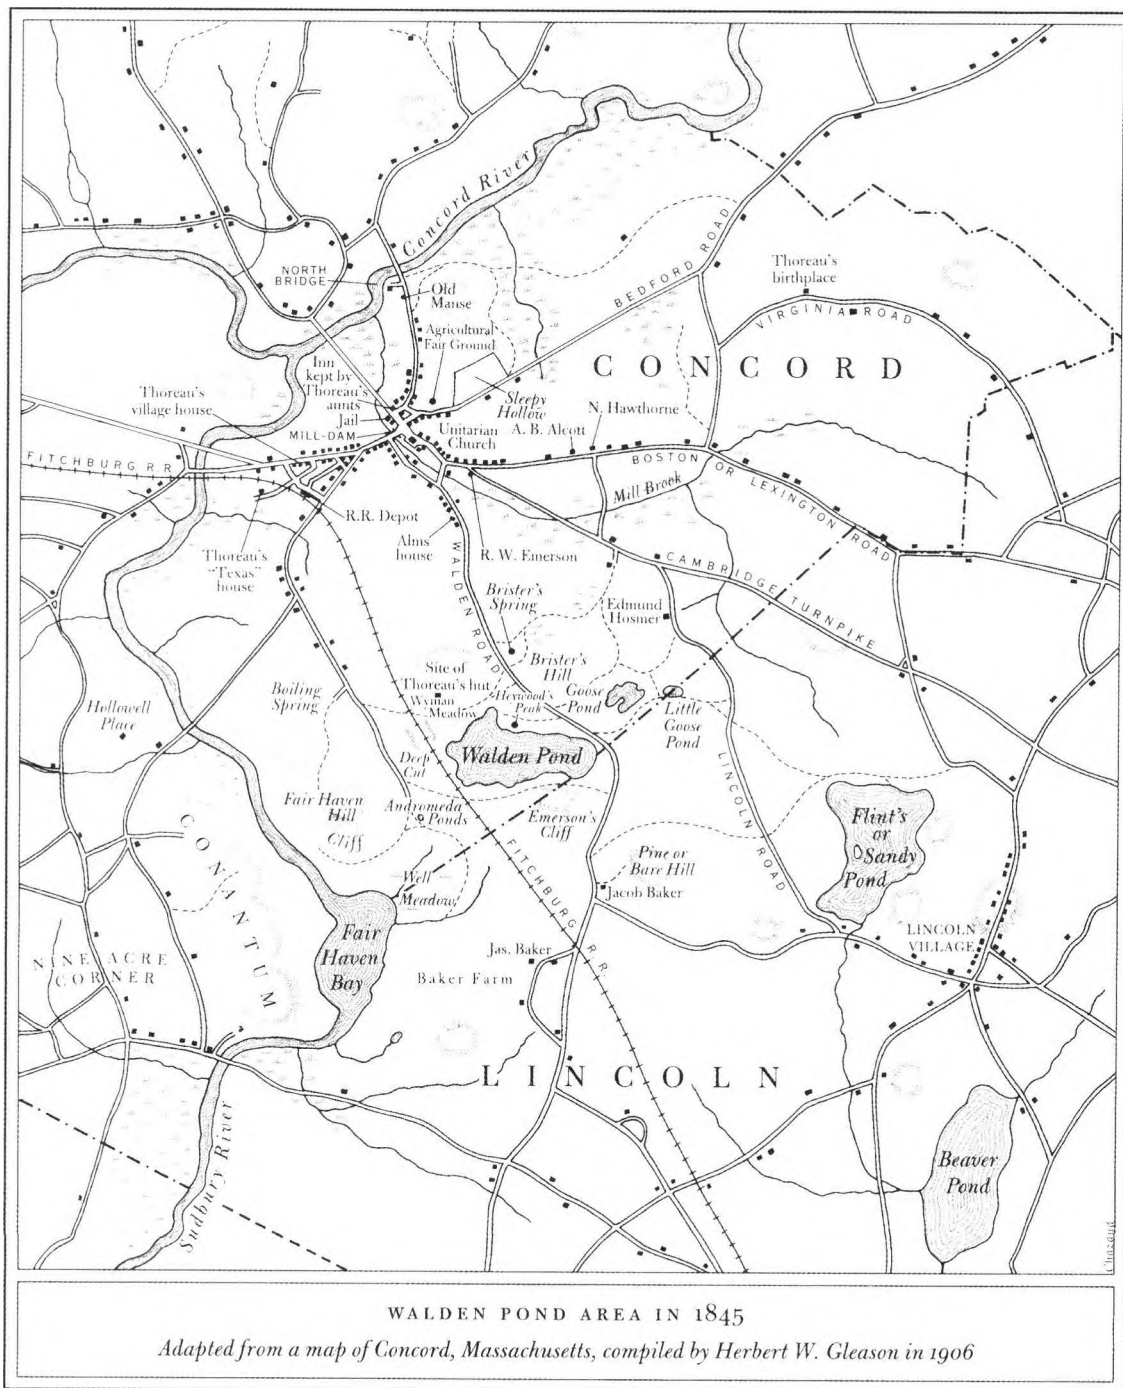 Concord River
NORTH
BRIDGE
Old
Manse
BEDFORD ROAD
Thoreau's
birthplace
VIRGINIA ROAD
Agricultural
Fair Ground
CONCORD
Inn
kept by
Thoreau's
aunts
Jail
MILL-DAM
Thoreau's
village house
Sleepy
Hollow
N. Hawthorne
A. B. Alcott
Unitarian
Church
FITCHBURG R.R.
BOSTON OR LEXINGTON ROAD
Mill Brook
R.R. Depot
Alms
house
R. W. Emerson
Thoreau's
"Texas"
house
WALDEN ROAD
CAMBRIDGE TURNPIKE
Brister's
Spring
Edmund
Hosmer
Brister's
Hill
Site of
Thoreau's hut
Wyman
Meadow
Heywood's
Peak
Goose
Pond
Little
Goose
Pond
Boiling
Spring
Hollowell
Place
Walden Pond
Deep
Cut
LINCOLN ROAD
Fair Haven
Hill
Cliff
Andromeda
Ponds
Emerson's
Cliff
Flint's
or
Sandy
Pond
CONANTUM
FITCHBURG R.R.
Pine or
Bare Hill
Jacob Baker
Well
Meadow
Fair
Haven
Bay
LINCOLN
VILLAGE
NINE ACRE
CORNER
Jas. Baker
Baker Farm
LINCOLN
Sudbury River
Beaver
Pond
Chazaud
WALDEN POND AREA IN 1845
Adapted from a map of Concord, Massachusetts, compiled by Herbert W. Gleason in 1906